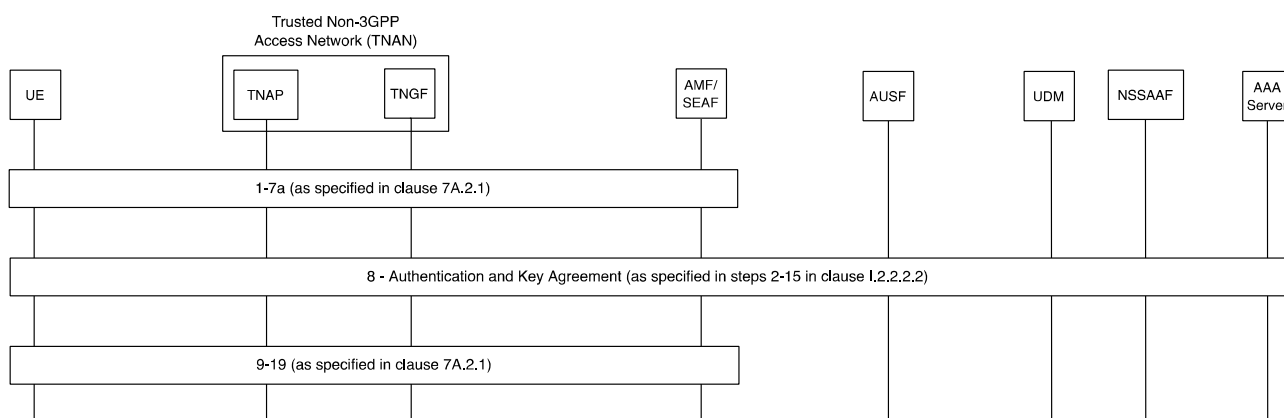 Trusted Non-3GPP
Access Network (TNAN)
UE
TNAP
TNGF
AMF/
SEAF
AUSF
UDM
NSSAAF
AAA
Server
1-7a (as specified in clause 7A.2.1)
8 - Authentication and Key Agreement (as specified in steps 2-15 in clause I.2.2.2.2)
9-19 (as specified in clause 7A.2.1)